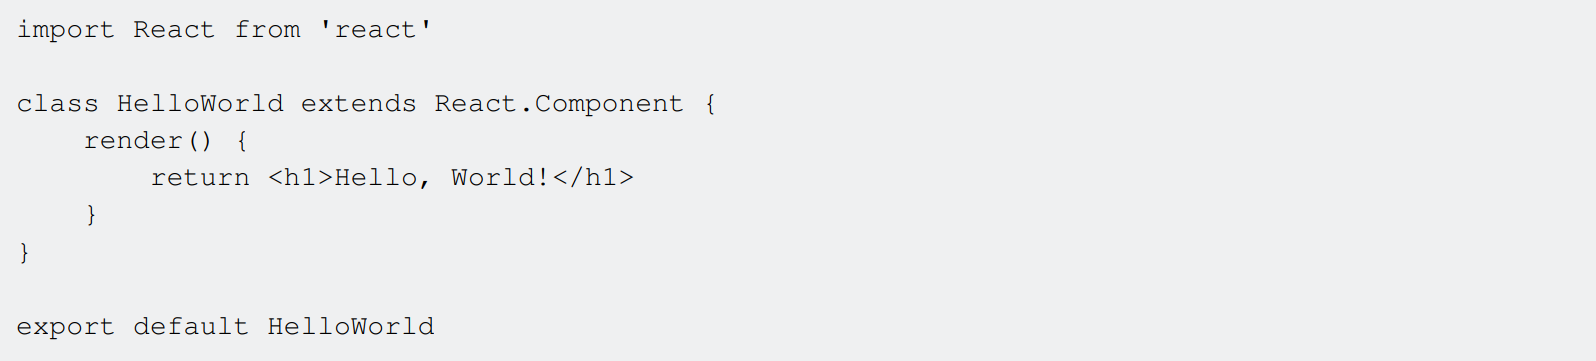 import React from 'react'

class HelloWorld extends React.Component {
    render() {
        return <h1>Hello, World!</h1>
    }
}

export default HelloWorld